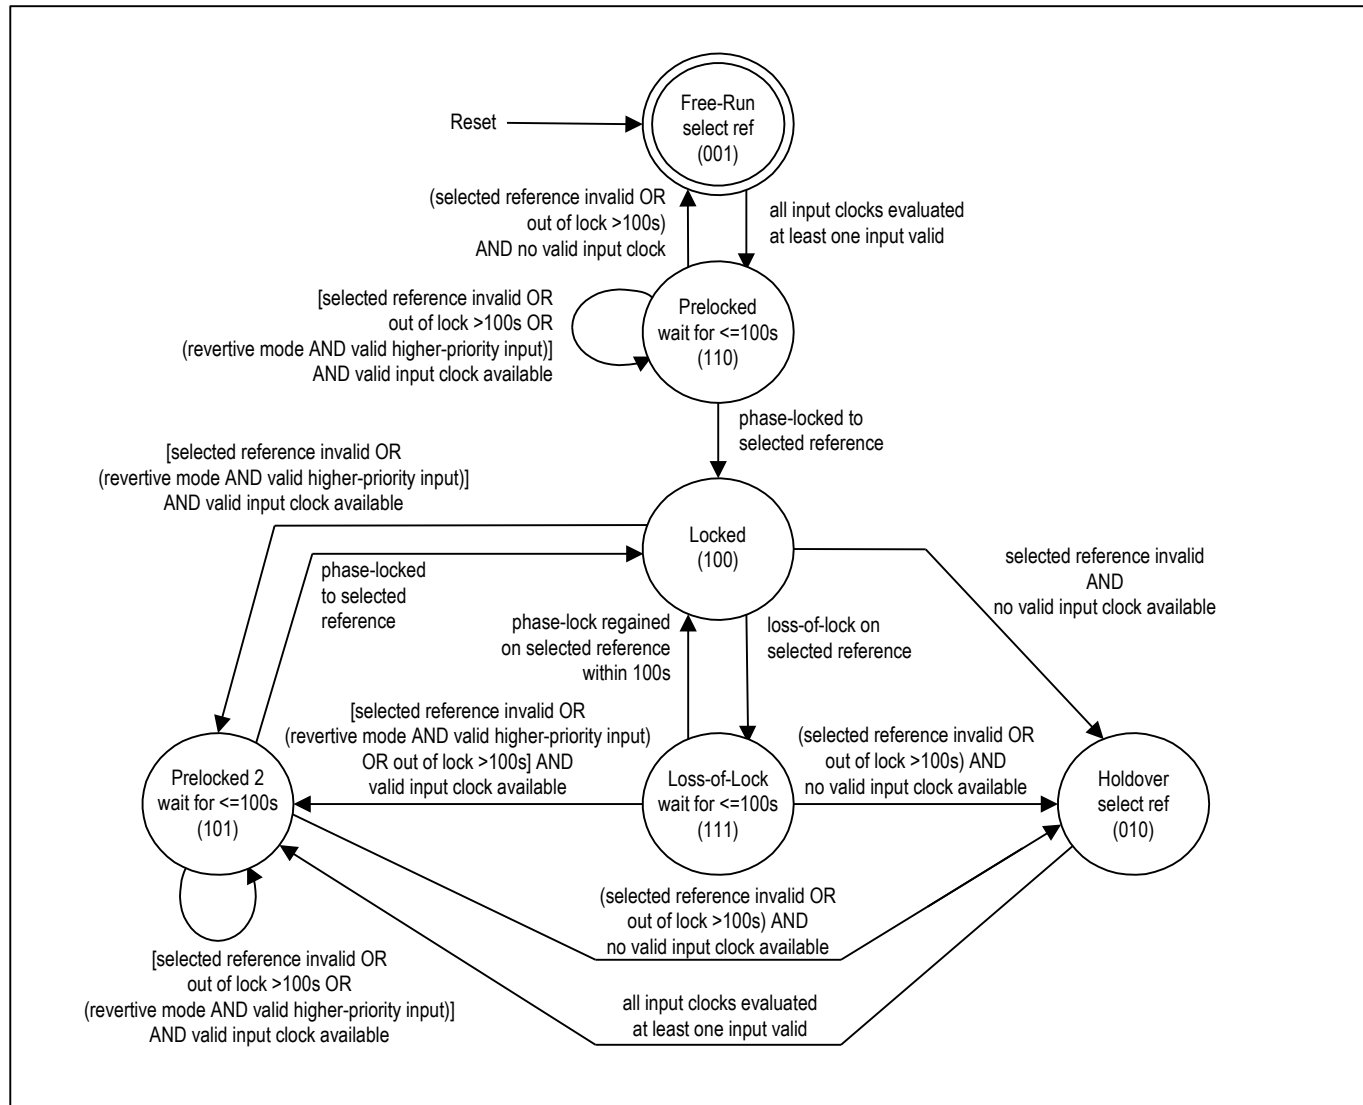 Free-Run
select ref
(001)
Reset
(selected reference invalid OR
out of lock >100s)
AND no valid input clock
all input clocks evaluated
at least one input valid
[selected reference invalid OR
out of lock >100s OR
(revertive mode AND valid higher-priority input)]
AND valid input clock available
Prelocked
wait for <=100s
(110)
phase-locked to
selected reference
[selected reference invalid OR
(revertive mode AND valid higher-priority input)]
AND valid input clock available
Locked
(100)
phase-locked
to selected
reference
selected reference invalid
AND
no valid input clock available
phase-lock regained
on selected reference
within 100s
loss-of-lock on
selected reference
[selected reference invalid OR
(revertive mode AND valid higher-priority input)
OR out of lock >100s] AND
valid input clock available
(selected reference invalid OR
out of lock >100s) AND
no valid input clock available
Prelocked 2
wait for <=100s
(101)
Loss-of-Lock
wait for <=100s
(111)
Holdover
select ref
(010)
(selected reference invalid OR
out of lock >100s) AND
no valid input clock available
[selected reference invalid OR
out of lock >100s OR
(revertive mode AND valid higher-priority input)]
AND valid input clock available
all input clocks evaluated
at least one input valid